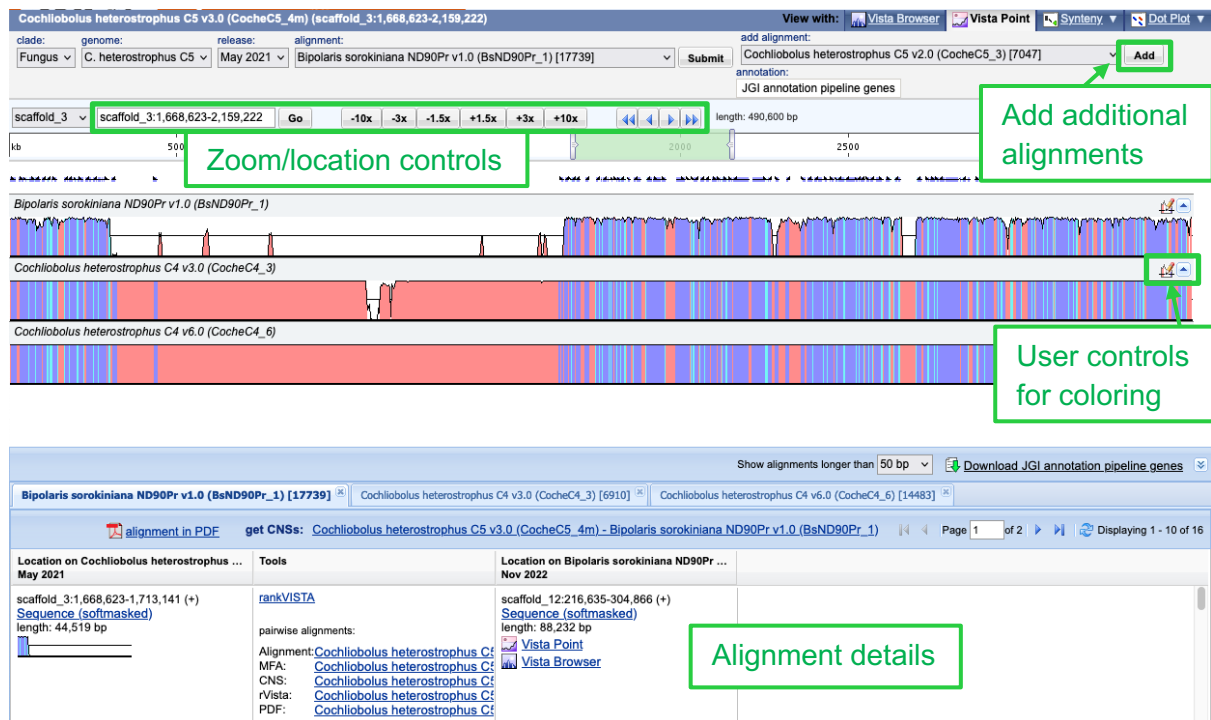 Cochliobolus heterostrophus C5 v3.0 (CocheC5_4m) (scaffold_3:1,668,623-2,159,222)
View with: Vista Browser Vista Point Synteny ▼ Dot Plot ▼
clade: genome: release: alignment: add alignment:
Fungus C. heterostrophus C5 May 2021 Bipolaris sorokiniana ND90Pr v1.0 (BsND90Pr_1) [17739] Submit Cochliobolus heterostrophus C5 v2.0 (CocheC5_3) [7047] Add
annotation:
JGI annotation pipeline genes
Add additional
alignments
scaffold_3 scaffold_3:1,668,623-2,159,222 Go -10x -3x -1.5x +1.5x +3x +10x length: 490,600 bp
Zoom/location controls
kb 500 2000 2500
Bipolaris sorokiniana ND90Pr v1.0 (BsND90Pr_1)
Cochliobolus heterostrophus C4 v3.0 (CocheC4_3)
Cochliobolus heterostrophus C4 v6.0 (CocheC4_6)
User controls
for coloring
Show alignments longer than 50 bp Download JGI annotation pipeline genes
Bipolaris sorokiniana ND90Pr v1.0 (BsND90Pr_1) [17739] Cochliobolus heterostrophus C4 v3.0 (CocheC4_3) [6910] Cochliobolus heterostrophus C4 v6.0 (CocheC4_6) [14483]
alignment in PDF get CNSs: Cochliobolus heterostrophus C5 v3.0 (CocheC5_4m) - Bipolaris sorokiniana ND90Pr v1.0 (BsND90Pr_1) Page 1 of 2 Displaying 1 - 10 of 16
Location on Cochliobolus heterostrophus ... Tools Location on Bipolaris sorokiniana ND90Pr ...
May 2021 Nov 2022
scaffold_3:1,668,623-1,713,141 (+) rankVISTA scaffold_12:216,635-304,866 (+)
Sequence (softmasked) Sequence (softmasked)
length: 44,519 bp pairwise alignments: length: 88,232 bp
Alignment: Cochliobolus heterostrophus C5 Vista Point
MFA: Cochliobolus heterostrophus C5 Vista Browser
CNS: Cochliobolus heterostrophus C5
rVista: Cochliobolus heterostrophus C5
PDF: Cochliobolus heterostrophus C5
Alignment details